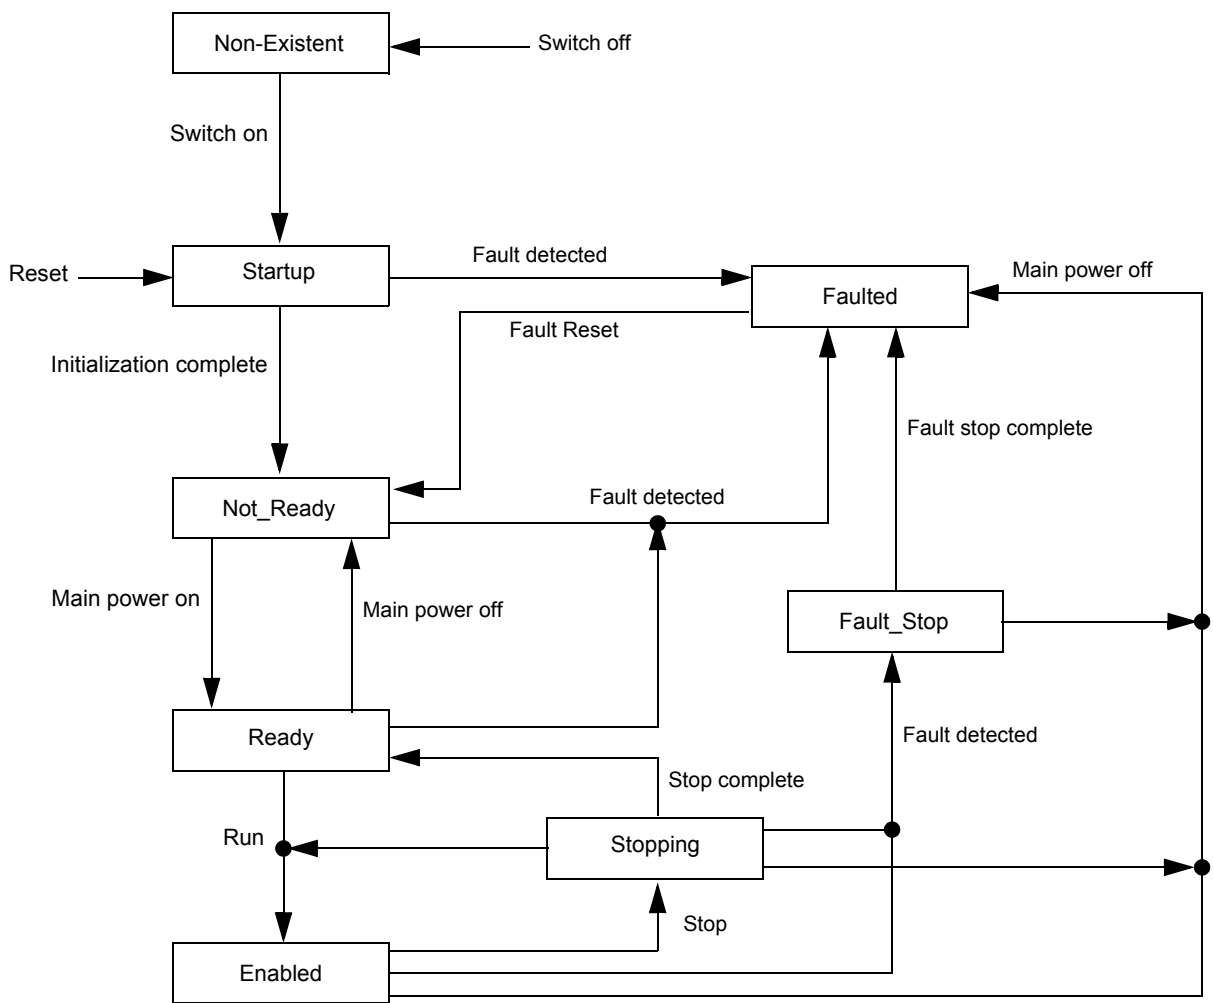 Non-Existent
Switch off
Switch on
Startup
Reset
Fault detected
Main power off
Faulted
Fault Reset
Initialization complete
Fault stop complete
Not_Ready
Fault detected
Main power on
Main power off
Fault_Stop
Ready
Fault detected
Stop complete
Run
Stopping
Stop
Enabled